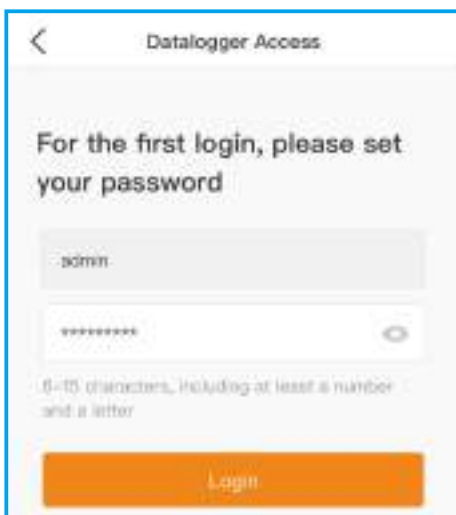 Datalogger Access
For the first login, please set
your password
admin
*********
6-15 characters, including at least a number
and a letter
Login